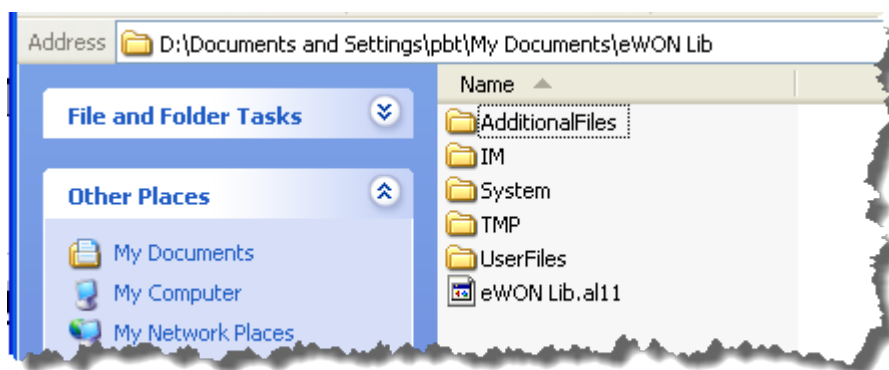 Address D:\Documents and Settings\pbt\My Documents\eWON Lib
File and Folder Tasks
Other Places
My Documents
My Computer
My Network Places
Name
AdditionalFiles
IM
System
TMP
UserFiles
eWON Lib.al11